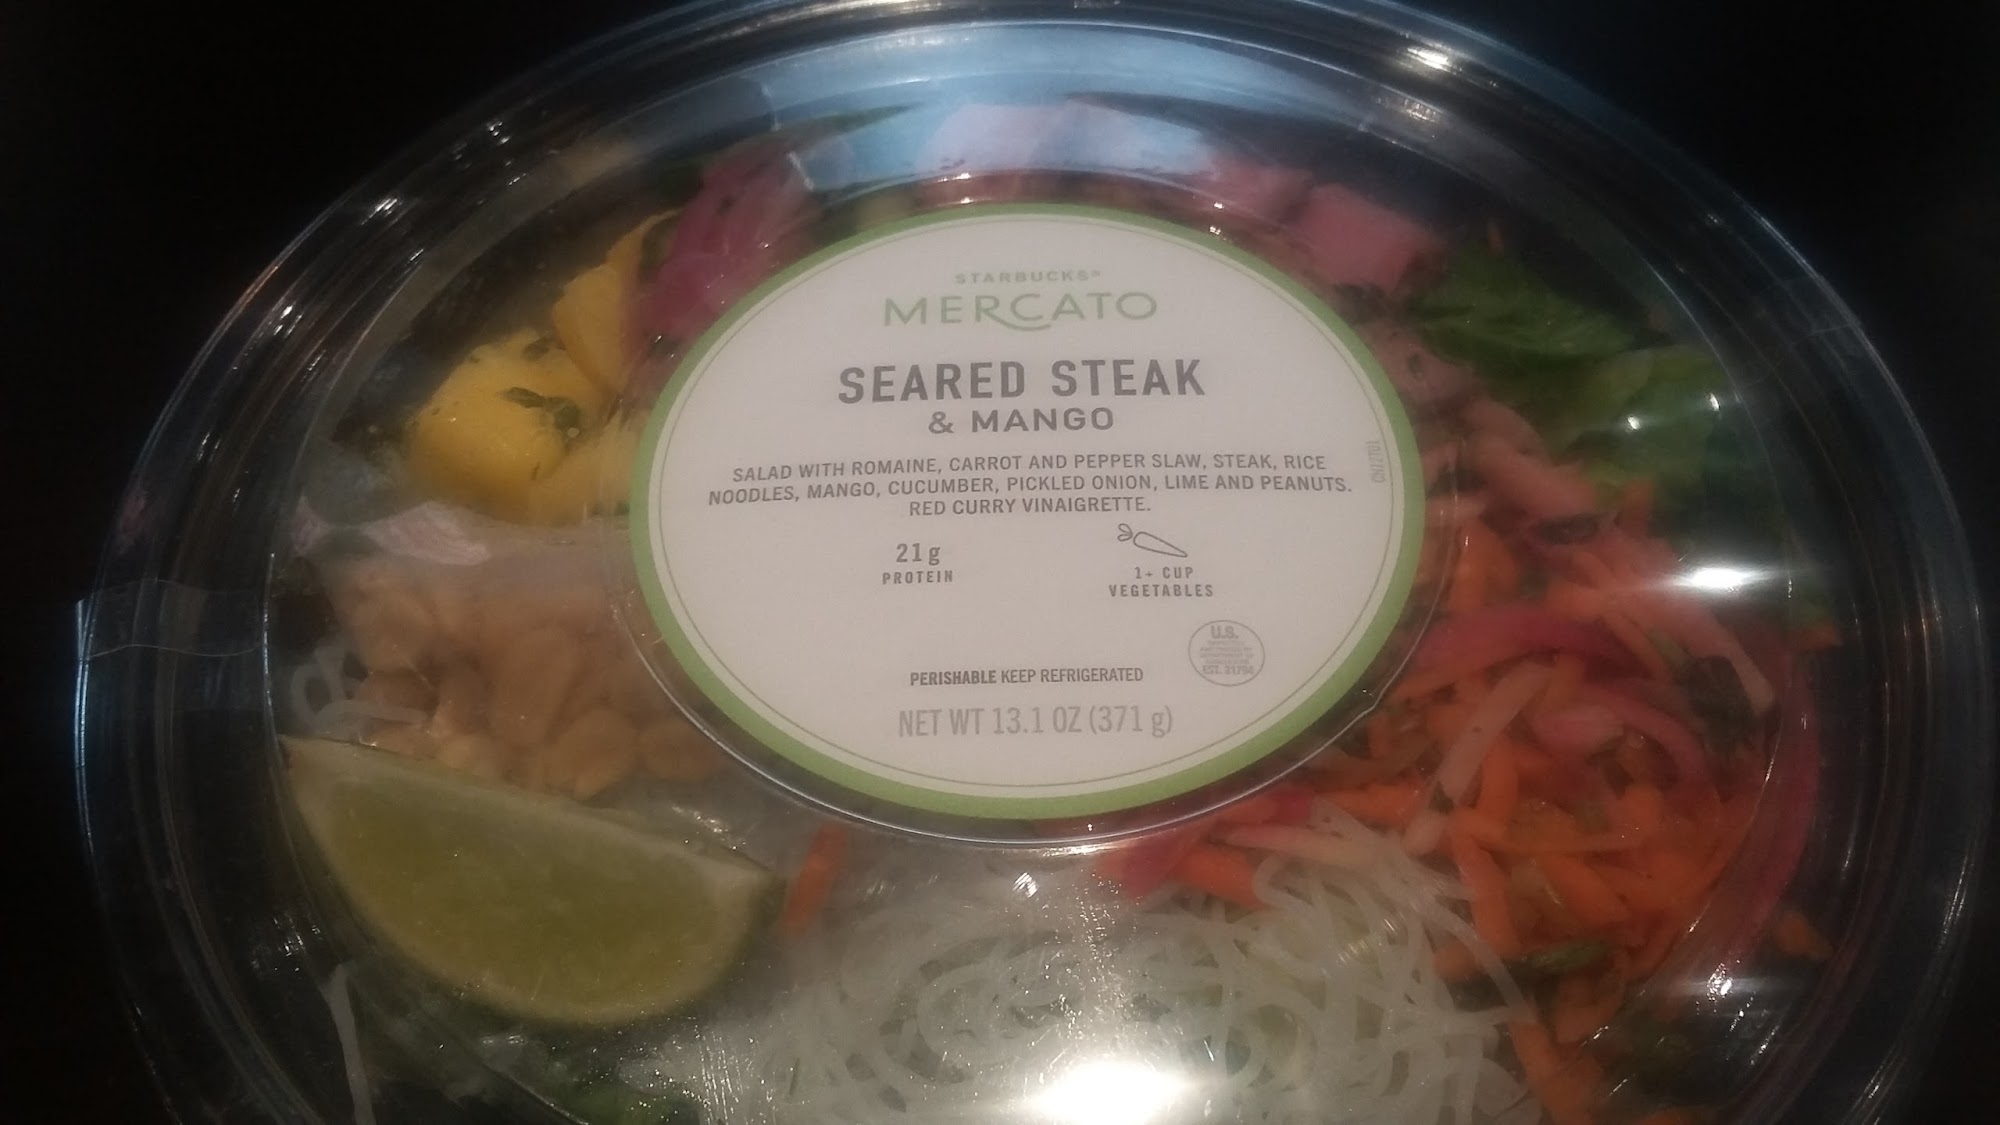 STARBUCKS®
MERCATO
SEARED STEAK
& MANGO
SALAD WITH ROMAINE, CARROT AND PEPPER SLAW, STEAK, RICE
NOODLES, MANGO, CUCUMBER, PICKLED ONION, LIME AND PEANUTS.
RED CURRY VINAIGRETTE.
21g
PROTEIN
1+ CUP
VEGETABLES
U.S.
EST. 21794
PERISHABLE KEEP REFRIGERATED
NET WT 13.1 OZ (371 g)